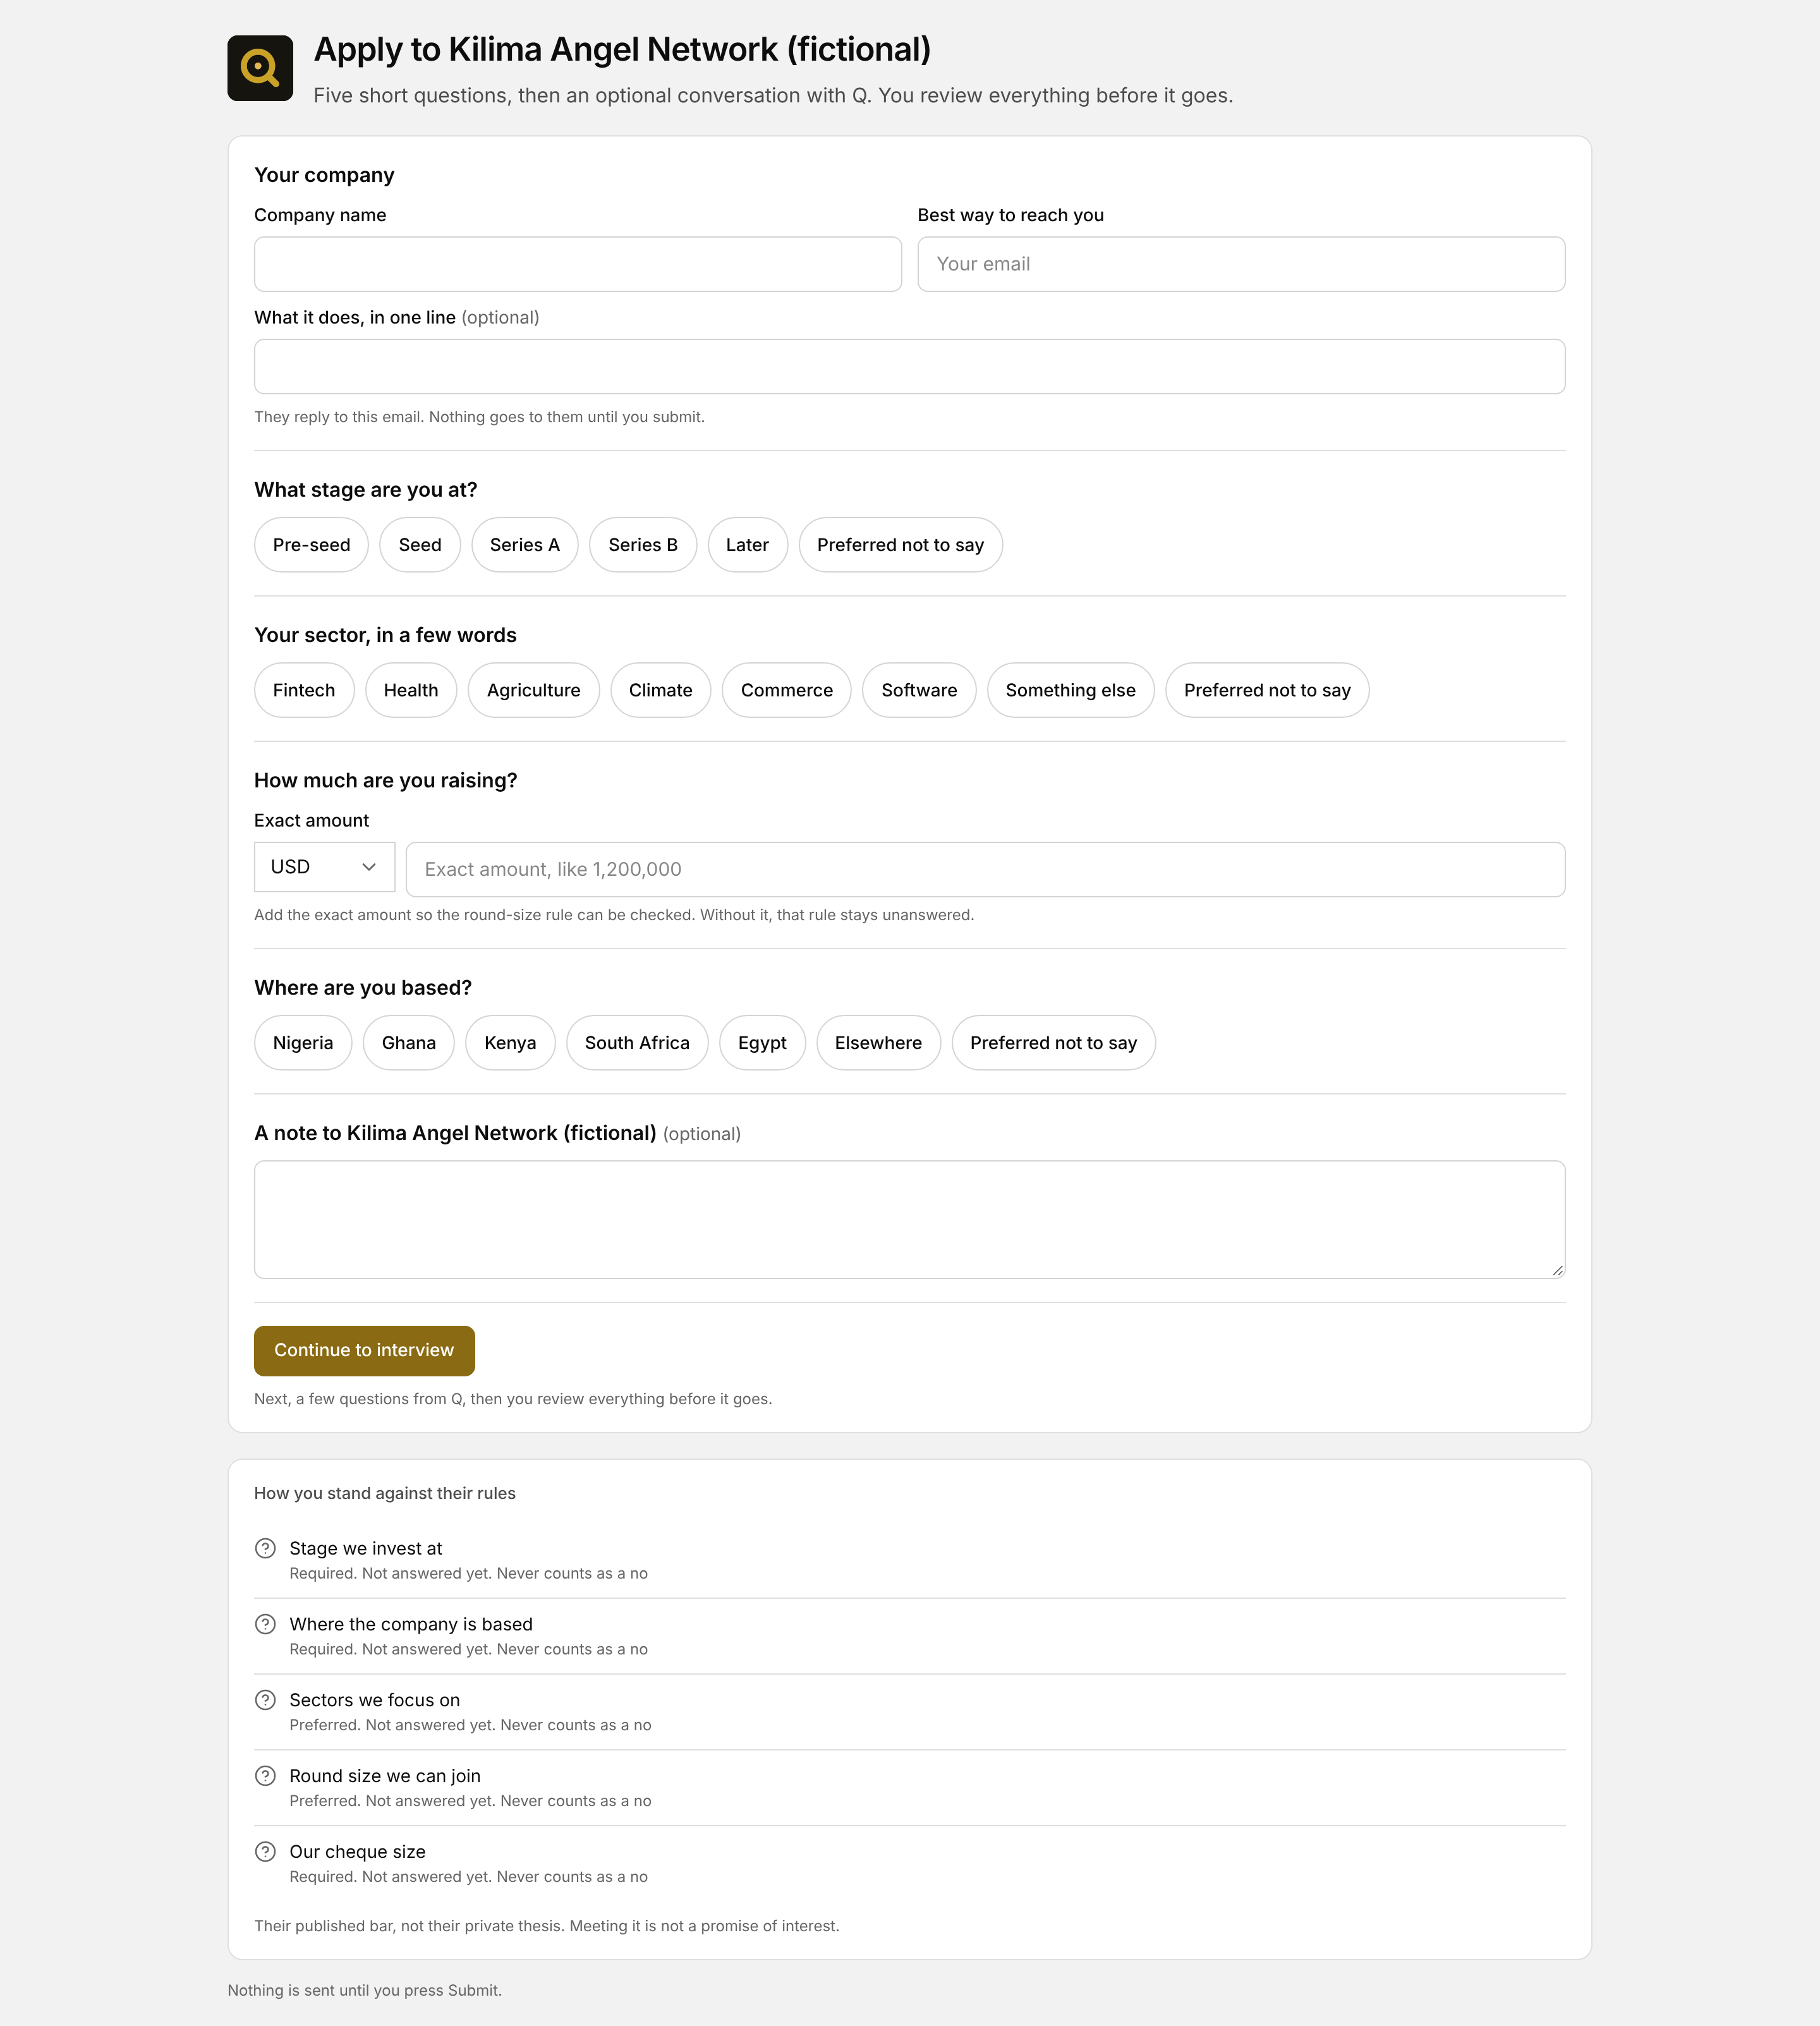 Apply to Kilima Angel Network (fictional)
Five short questions, then an optional conversation with Q. You review everything before it goes.
Your company
Company name
Best way to reach you
Your email
What it does, in one line (optional)
They reply to this email. Nothing goes to them until you submit.
What stage are you at?
Pre-seed
Seed
Series A
Series B
Later
Preferred not to say
Your sector, in a few words
Fintech
Health
Agriculture
Climate
Commerce
Software
Something else
Preferred not to say
How much are you raising?
Exact amount
USD
Exact amount, like 1,200,000
Add the exact amount so the round-size rule can be checked. Without it, that rule stays unanswered.
Where are you based?
Nigeria
Ghana
Kenya
South Africa
Egypt
Elsewhere
Preferred not to say
A note to Kilima Angel Network (fictional) (optional)
Continue to interview
Next, a few questions from Q, then you review everything before it goes.
How you stand against their rules
Stage we invest at
Required. Not answered yet. Never counts as a no
Where the company is based
Required. Not answered yet. Never counts as a no
Sectors we focus on
Preferred. Not answered yet. Never counts as a no
Round size we can join
Preferred. Not answered yet. Never counts as a no
Our cheque size
Required. Not answered yet. Never counts as a no
Their published bar, not their private thesis. Meeting it is not a promise of interest.
Nothing is sent until you press Submit.